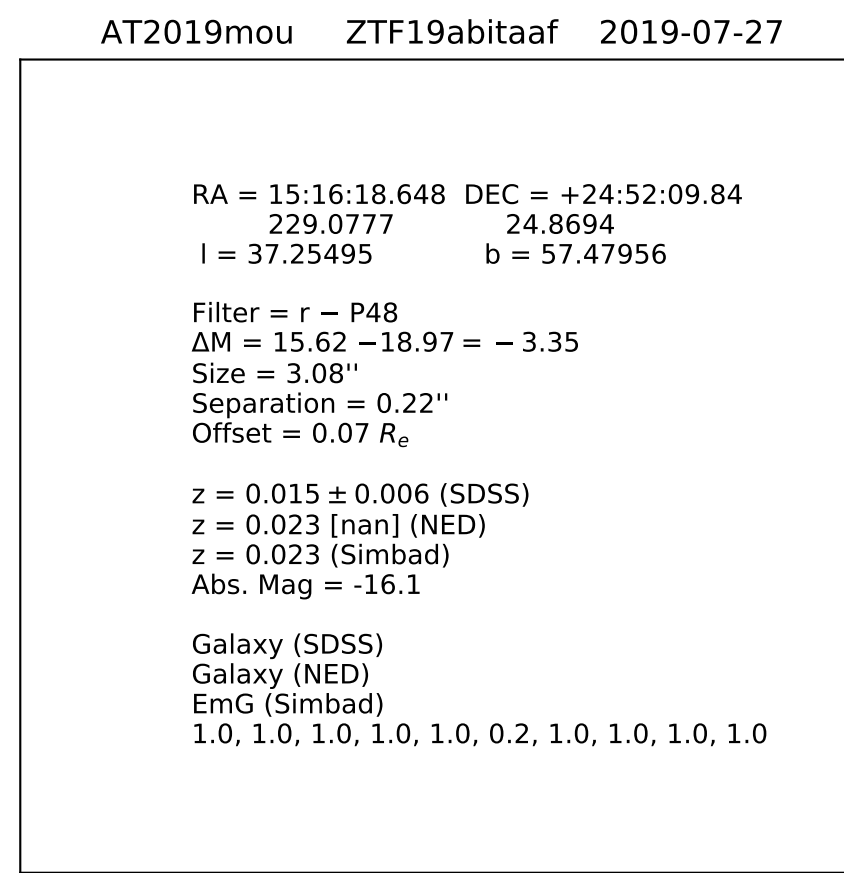 AT2019mou ZTF19abitaaf 2019-07-27
RA = 15:16:18.648 DEC = +24:52:09.84
229.0777 24.8694
l = 37.25495 b = 57.47956
Filter = r − P48
ΔM = 15.62 −18.97 = − 3.35
Size = 3.08''
Separation = 0.22''
Offset = 0.07 Rₑ
z = 0.015 ± 0.006 (SDSS)
z = 0.023 [nan] (NED)
z = 0.023 (Simbad)
Abs. Mag = -16.1
Galaxy (SDSS)
Galaxy (NED)
EmG (Simbad)
1.0, 1.0, 1.0, 1.0, 1.0, 0.2, 1.0, 1.0, 1.0, 1.0